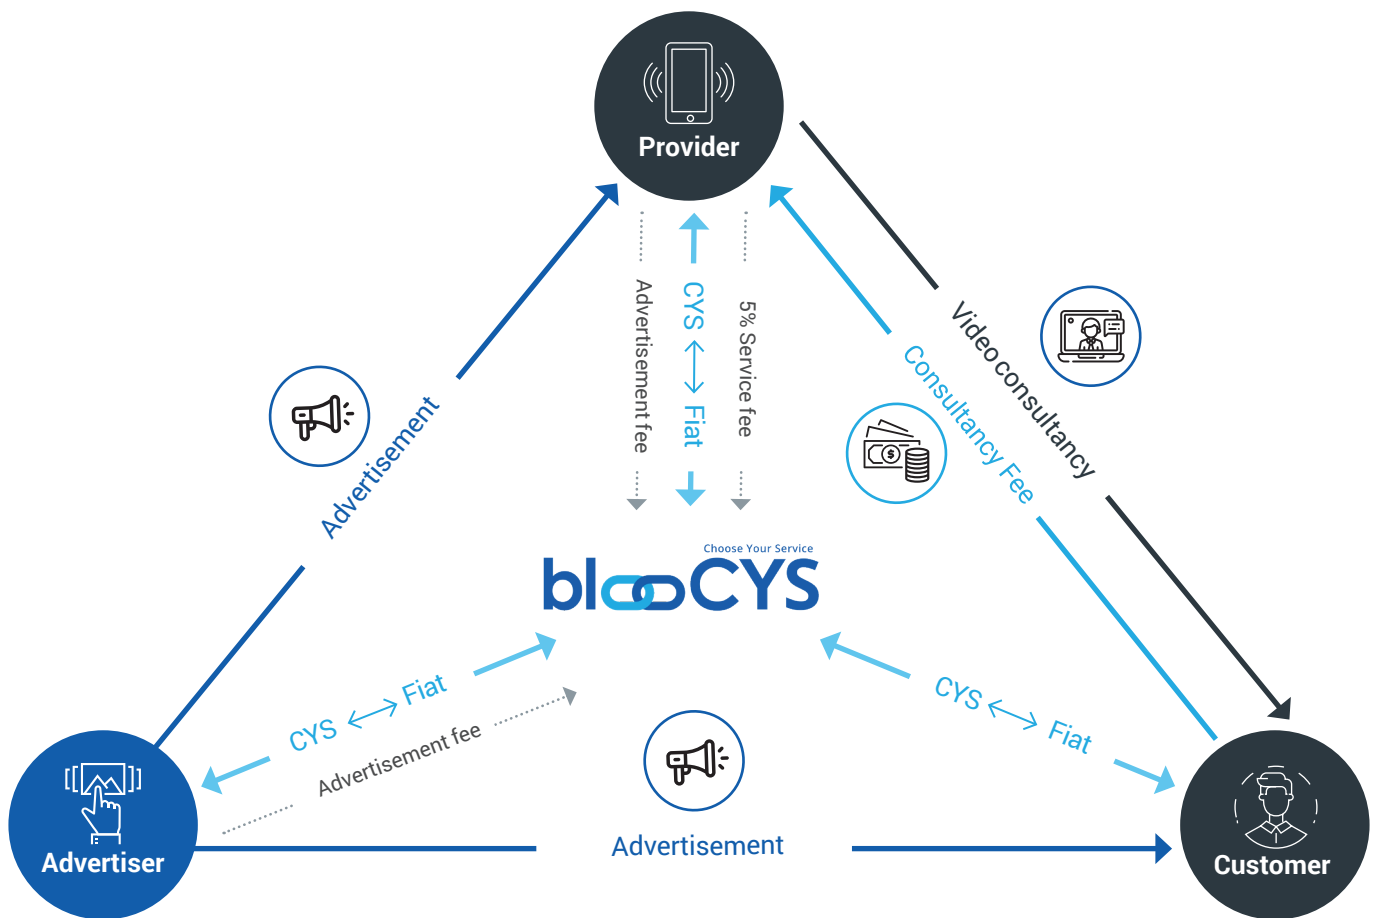 Provider
Advertisement fee
CYS
Fiat
5% Service fee
Video consultancy
Consultancy Fee
$
Advertisement
Choose Your Service
blooCYS
CYS
Fiat
Advertisement fee
CYS
Fiat
Advertisement
Advertiser
Customer